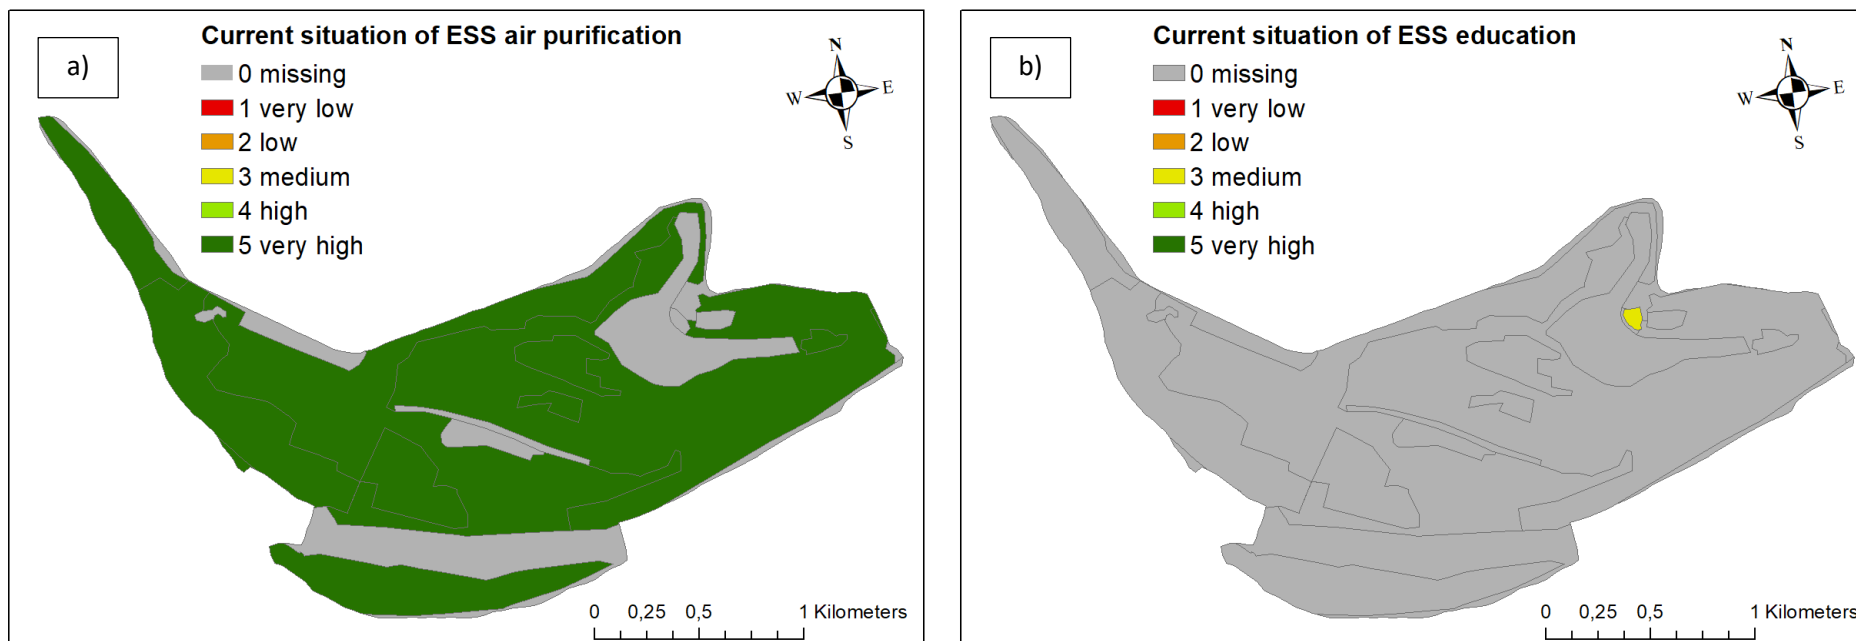 a)
Current situation of ESS air purification
0 missing
1 very low
2 low
3 medium
4 high
5 very high
N
W
E
S
0 0,25 0,5 1 Kilometers
b)
Current situation of ESS education
0 missing
1 very low
2 low
3 medium
4 high
5 very high
N
W
E
S
0 0,25 0,5 1 Kilometers